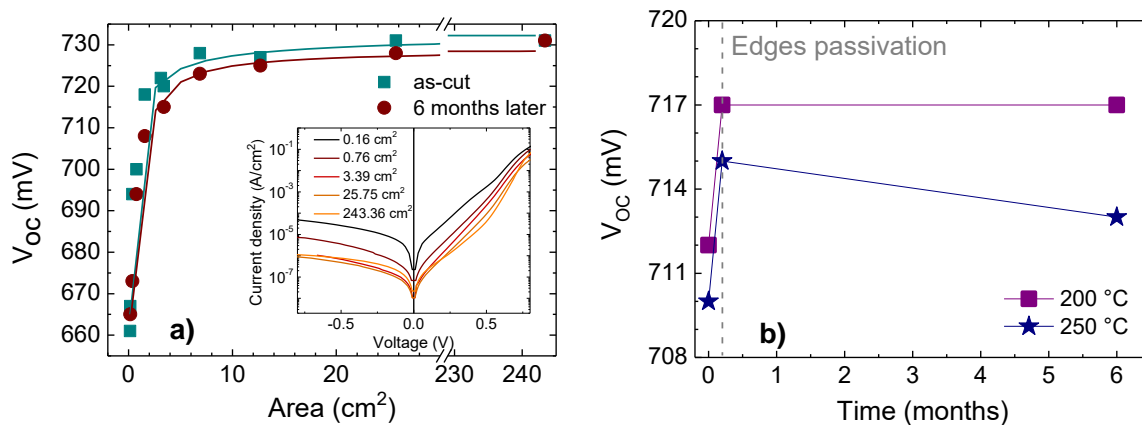 730
720
710
700
690
680
670
660
V_OC (mV)
as-cut
6 months later
10⁻¹
10⁻³
10⁻⁵
10⁻⁷
Current density (A/cm²)
0.16 cm²
0.76 cm²
3.39 cm²
25.75 cm²
243.36 cm²
-0.5 0.0 0.5
Voltage (V)
a)
0 10 20 230 240
Area (cm²)
720
717
714
711
708
V_OC (mV)
Edges passivation
200 °C
250 °C
b)
0 1 2 3 4 5 6
Time (months)